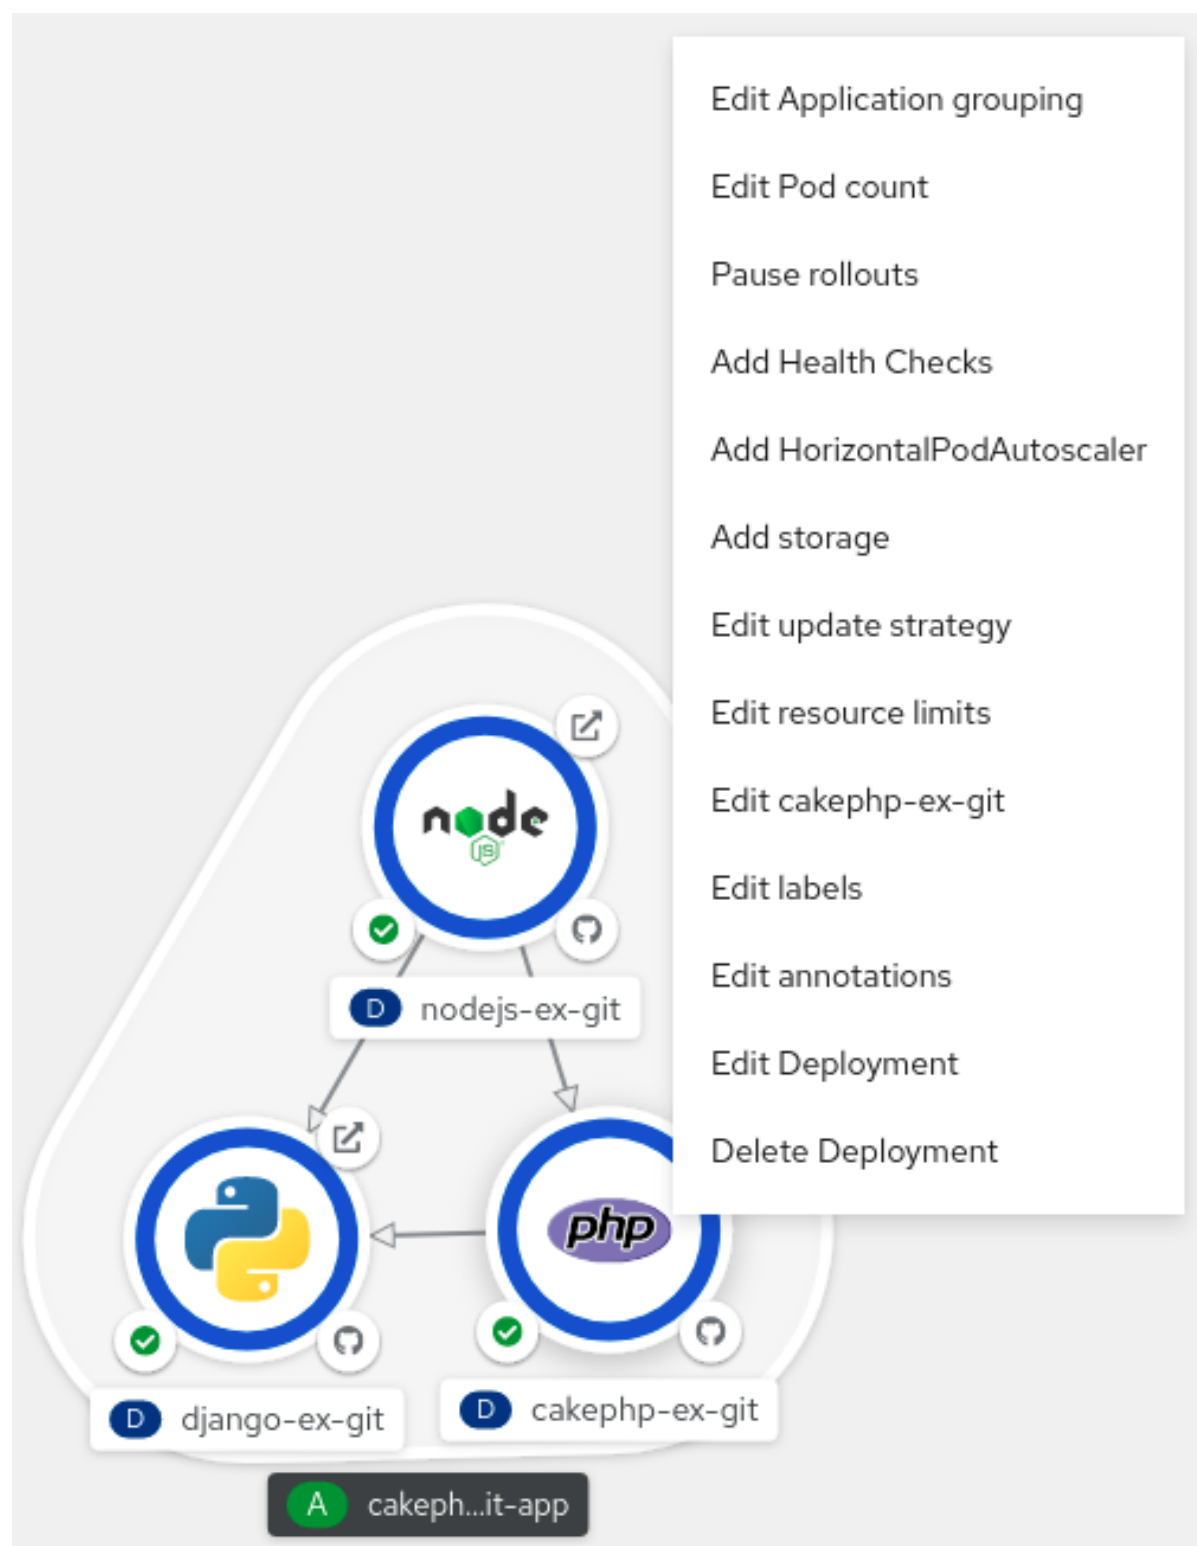 Edit Application grouping
Edit Pod count
Pause rollouts
Add Health Checks
Add HorizontalPodAutoscaler
Add storage
Edit update strategy
Edit resource limits
Edit cakephp-ex-git
Edit labels
Edit annotations
Edit Deployment
Delete Deployment
node
JS
D nodejs-ex-git
php
D django-ex-git
D cakephp-ex-git
A cakeph...it-app